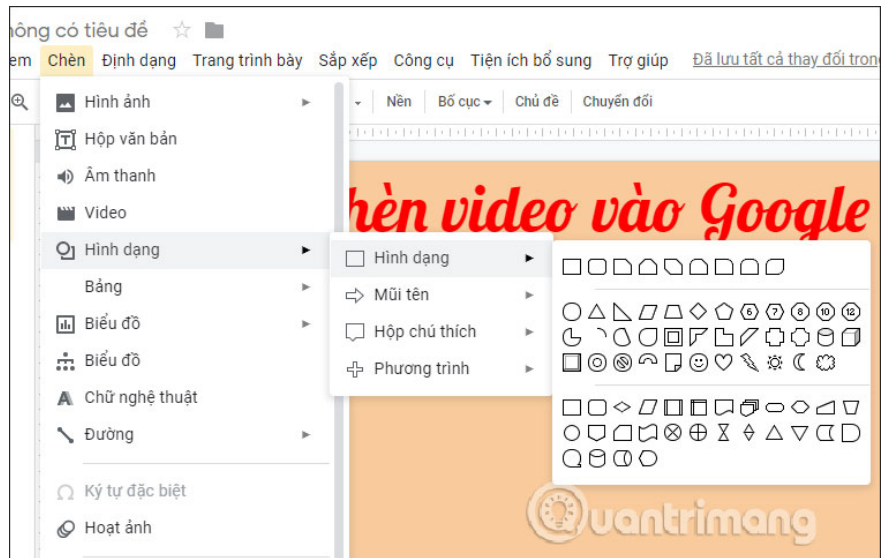 hông có tiêu đề
em Chèn Định dạng Trang trình bày Sắp xếp Công cụ Tiện ích bổ sung Trợ giúp Đã lưu tất cả thay đổi tron
Nền Bố cục Chủ đề Chuyển đổi
Hình ảnh
Hộp văn bản
Âm thanh
Video
Hình dạng
Bảng
Biểu đồ
Biểu đồ
Chữ nghệ thuật
Đường
Ký tự đặc biệt
Hoạt ảnh
hèn video vào Google
Hình dạng
Mũi tên
Hộp chú thích
Phương trình
6 7 8 10 12
Quantrimang